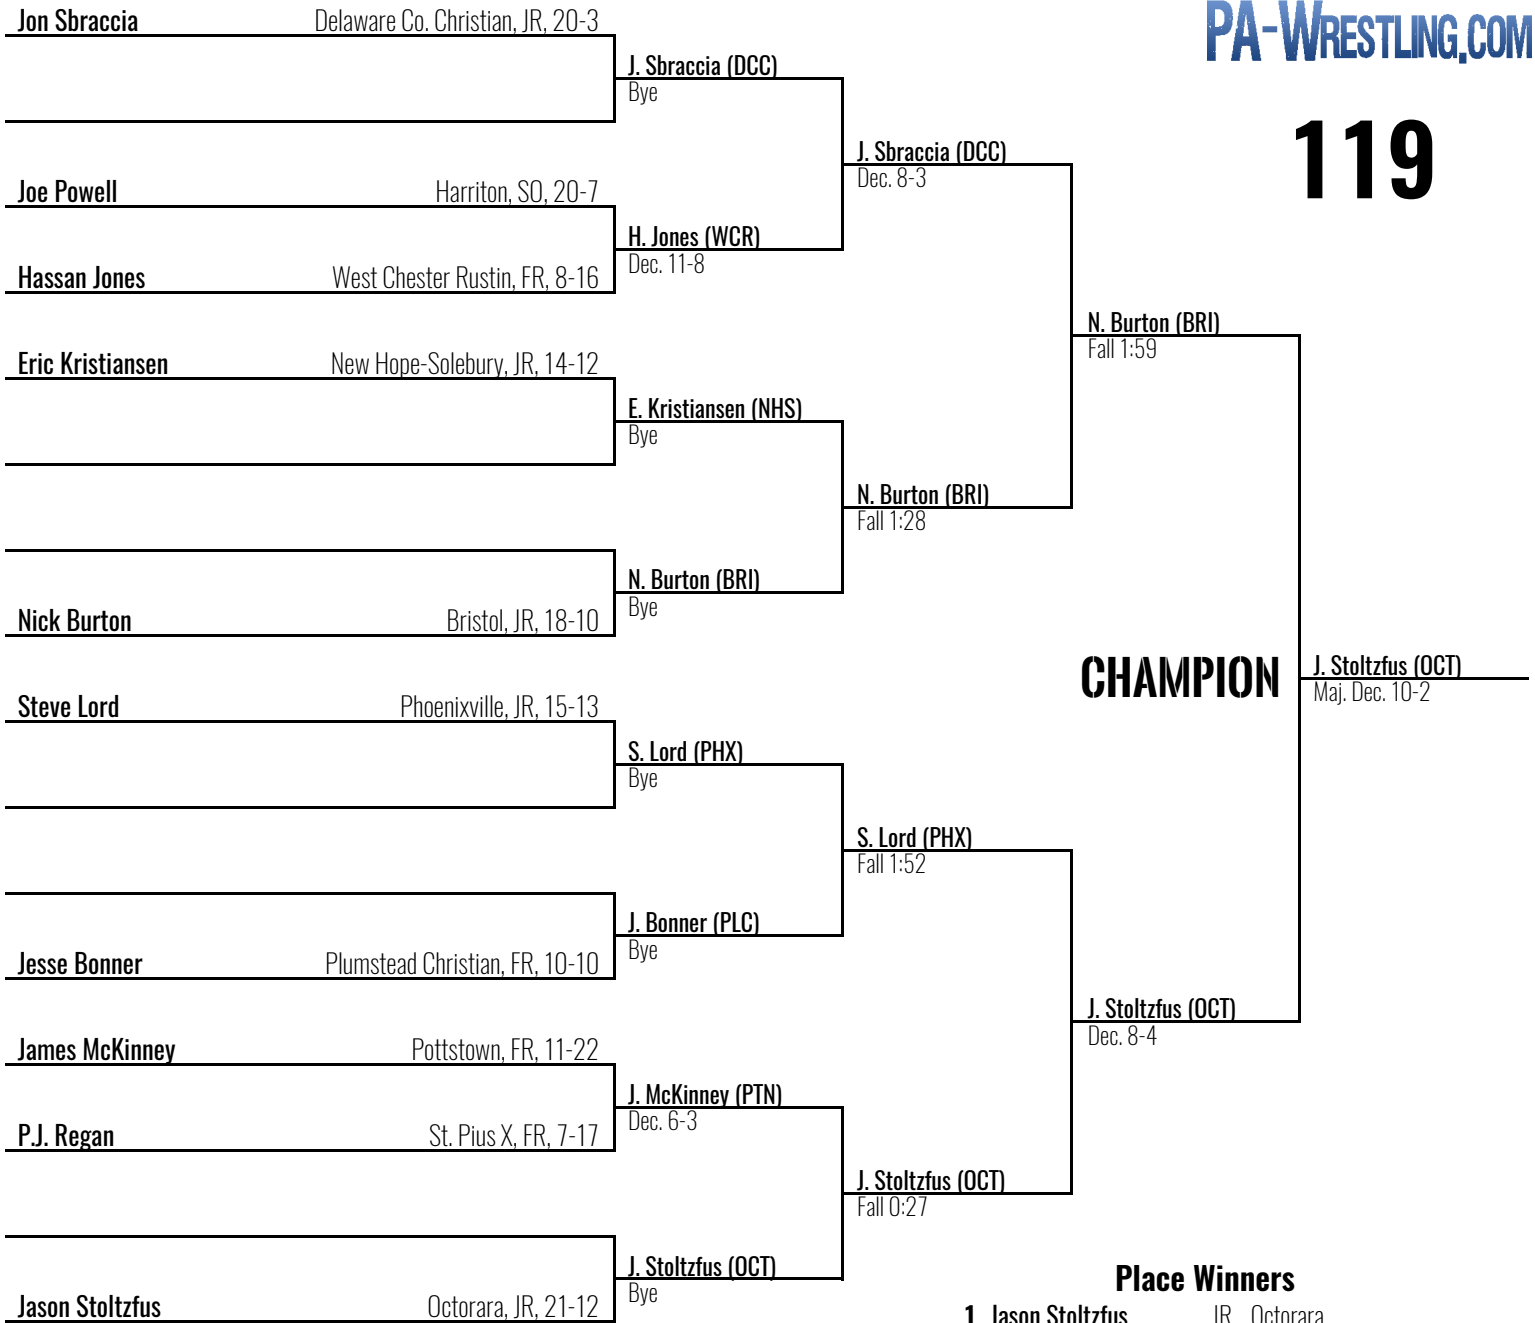 Jon Sbraccia Delaware Co. Christian, JR, 20-3
PA-WRESTLING.COM
J. Sbraccia (DCC)
Bye
119
J. Sbraccia (DCC)
Dec. 8-3
Joe Powell Harriton, SO, 20-7
H. Jones (WCR)
Dec. 11-8
Hassan Jones West Chester Rustin, FR, 8-16
N. Burton (BRI)
Fall 1:59
Eric Kristiansen New Hope-Solebury, JR, 14-12
E. Kristiansen (NHS)
Bye
N. Burton (BRI)
Fall 1:28
N. Burton (BRI)
Bye
Nick Burton Bristol, JR, 18-10
CHAMPION
J. Stoltzfus (OCT)
Maj. Dec. 10-2
Steve Lord Phoenixville, JR, 15-13
S. Lord (PHX)
Bye
S. Lord (PHX)
Fall 1:52
J. Bonner (PLC)
Bye
Jesse Bonner Plumstead Christian, FR, 10-10
J. Stoltzfus (OCT)
Dec. 8-4
James McKinney Pottstown, FR, 11-22
J. McKinney (PTN)
Dec. 6-3
P.J. Regan St. Pius X, FR, 7-17
J. Stoltzfus (OCT)
Fall 0:27
J. Stoltzfus (OCT)
Bye
Jason Stoltzfus Octorara, JR, 21-12
Place Winners
1 Jason Stoltzfus JR Octorara